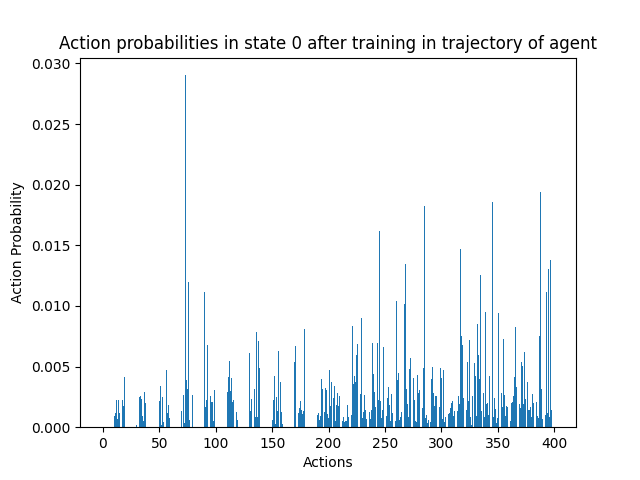 Action probabilities in state 0 after training in trajectory of agent
0.030
0.025
0.020
0.015
0.010
0.005
0.000
Action Probability
0 50 100 150 200 250 300 350 400
Actions